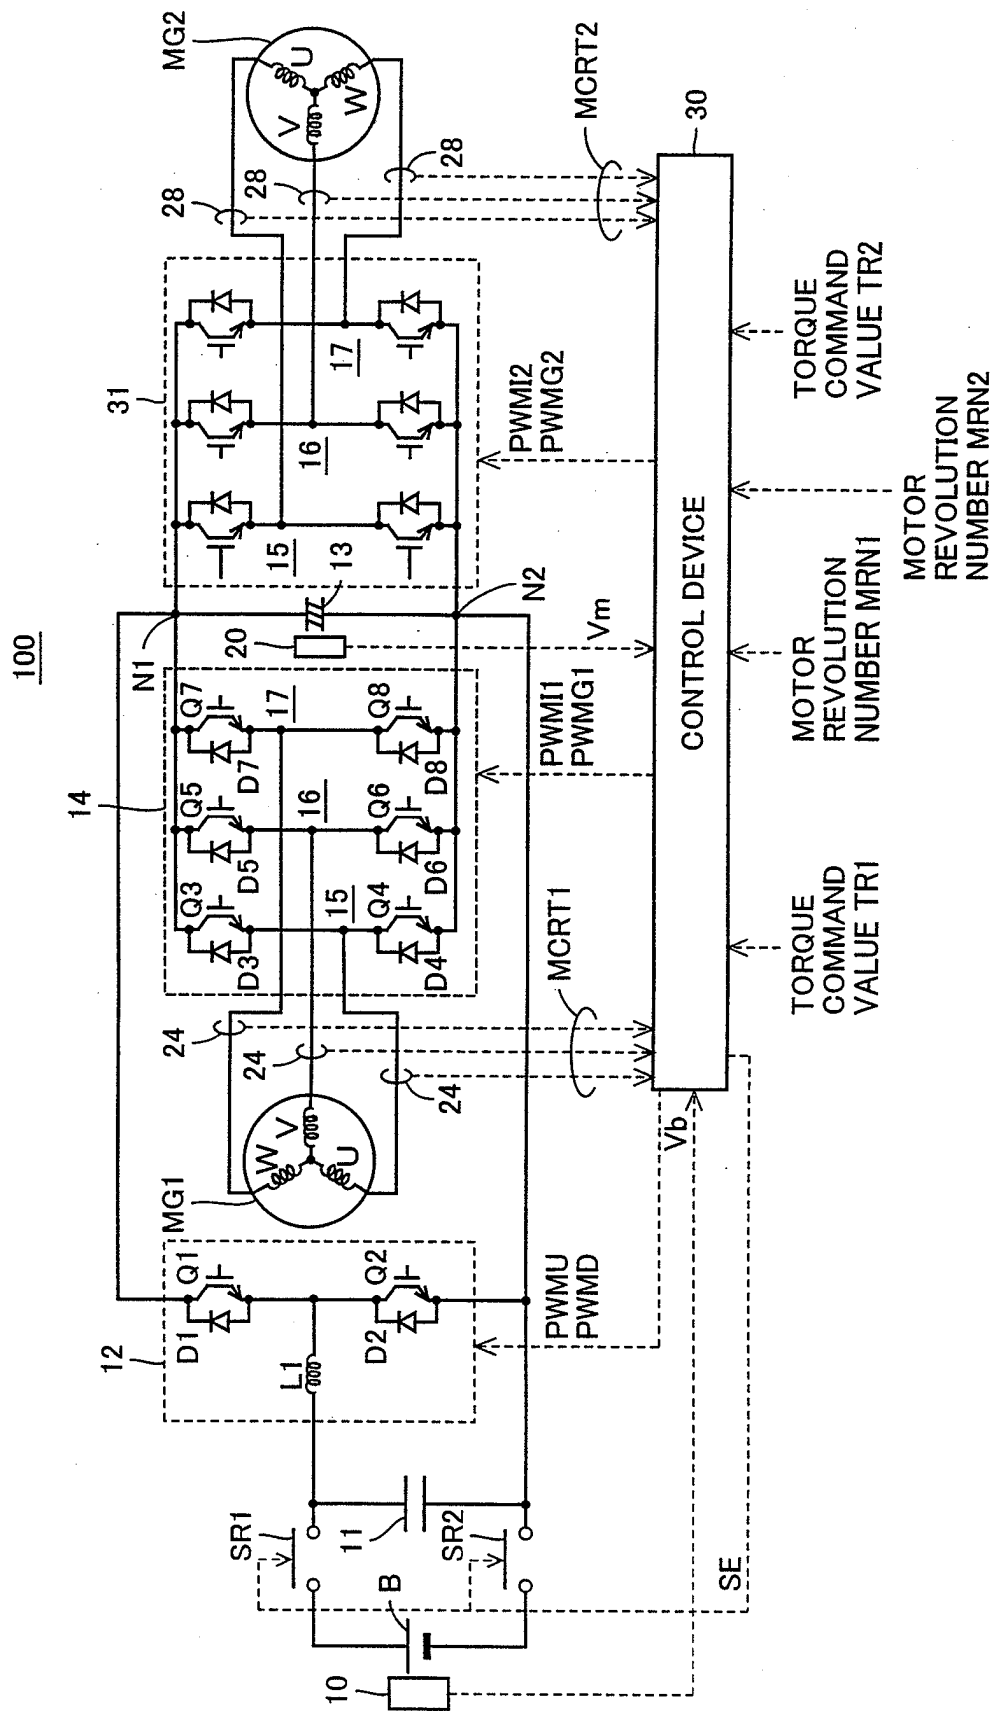 100
N1
N2
12
D1
Q1
D2
Q2
L1
SR1
11
SR2
B
10
SE
Vb
PWMU
PWMD
MG1
W
V
U
24
24
24
MCRT1
14
Q3
D3
Q5
D5
Q7
D7
Q4
D4
Q6
D6
Q8
D8
15
16
17
PWMI1
PWMG1
20
13
Vm
31
15
16
17
PWMI2
PWMG2
28
28
28
MG2
U
V
W
MCRT2
30
CONTROL DEVICE
TORQUE
COMMAND
VALUE TR1
MOTOR
REVOLUTION
NUMBER MRN1
MOTOR
REVOLUTION
NUMBER MRN2
TORQUE
COMMAND
VALUE TR2